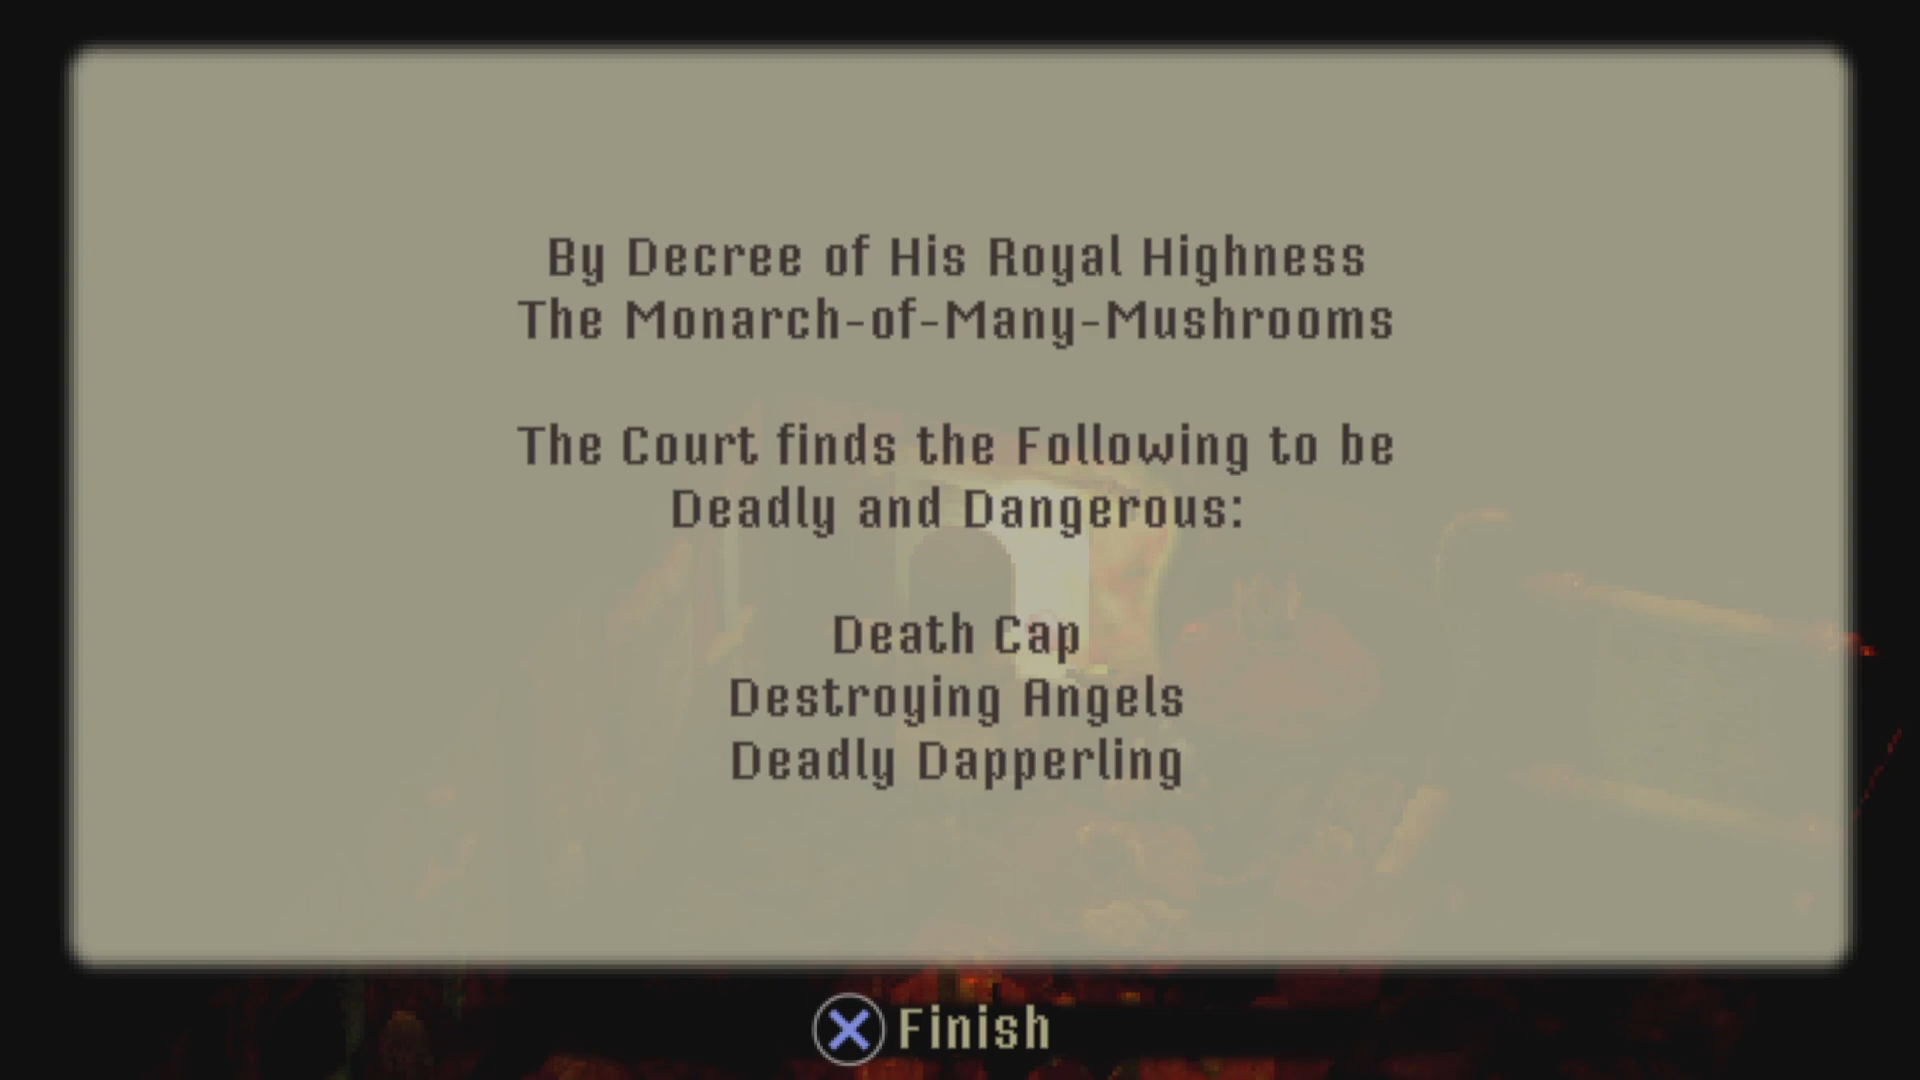 By Decree of His Royal Highness
The Monarch-of-Many-Mushrooms
The Court finds the Following to be
Deadly and Dangerous:
Death Cap
Destroying Angels
Deadly Dapperling
Finish